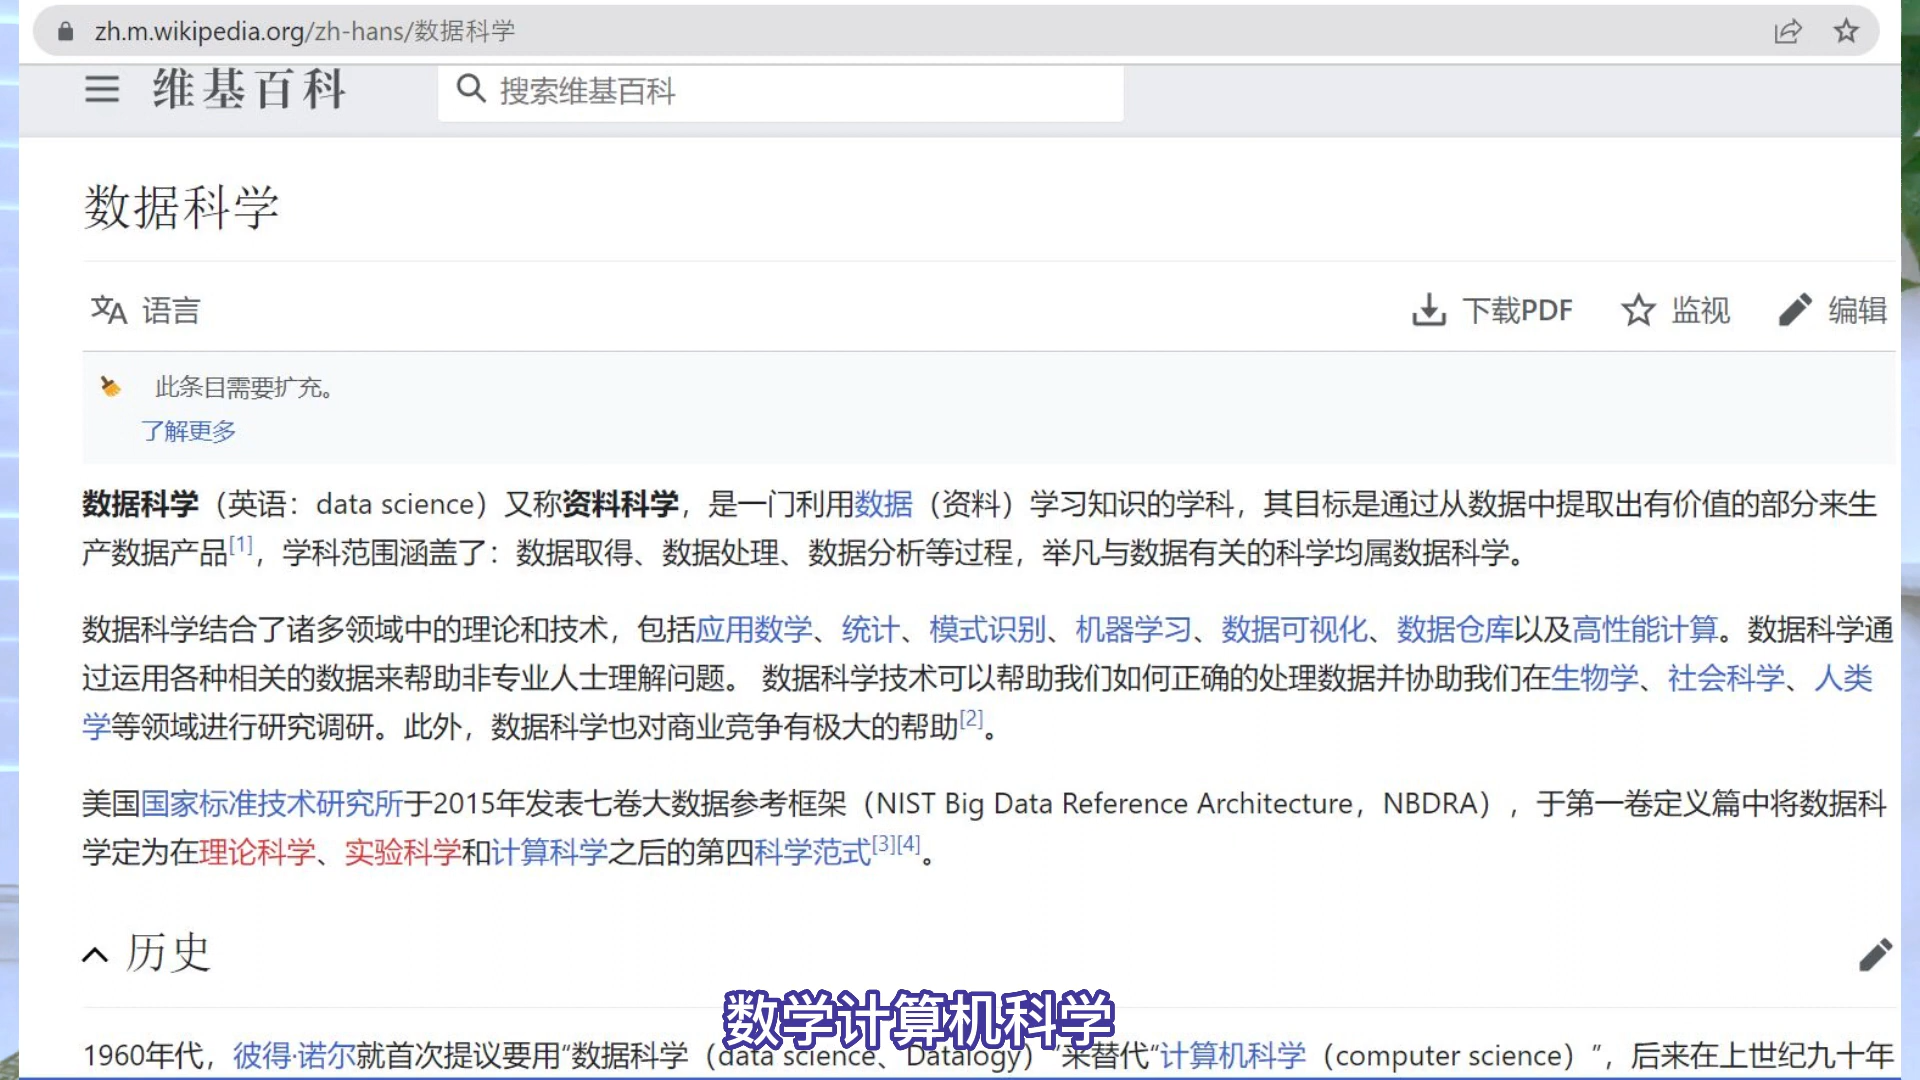 zh.m.wikipedia.org/zh-hans/数据科学
维基百科
搜索维基百科
数据科学
语言
下载PDF
监视
编辑
此条目需要扩充。
了解更多
数据科学（英语：data science）又称资料科学，是一门利用数据（资料）学习知识的学科，其目标是通过从数据中提取出有价值的部分来生
产数据产品[1]，学科范围涵盖了：数据取得、数据处理、数据分析等过程，举凡与数据有关的科学均属数据科学。
数据科学结合了诸多领域中的理论和技术，包括应用数学、统计、模式识别、机器学习、数据可视化、数据仓库以及高性能计算。数据科学通
过运用各种相关的数据来帮助非专业人士理解问题。 数据科学技术可以帮助我们如何正确的处理数据并协助我们在生物学、社会科学、人类
学等领域进行研究调研。此外，数据科学也对商业竞争有极大的帮助[2]。
美国国家标准技术研究所于2015年发表七卷大数据参考框架（NIST Big Data Reference Architecture，NBDRA），于第一卷定义篇中将数据科
学定为在理论科学、实验科学和计算科学之后的第四科学范式[3][4]。
历史
数学计算机科学
1960年代，彼得·诺尔就首次提议要用“数据科学（data science、Datalogy）”来替代“计算机科学（computer science）”，后来在上世纪九十年